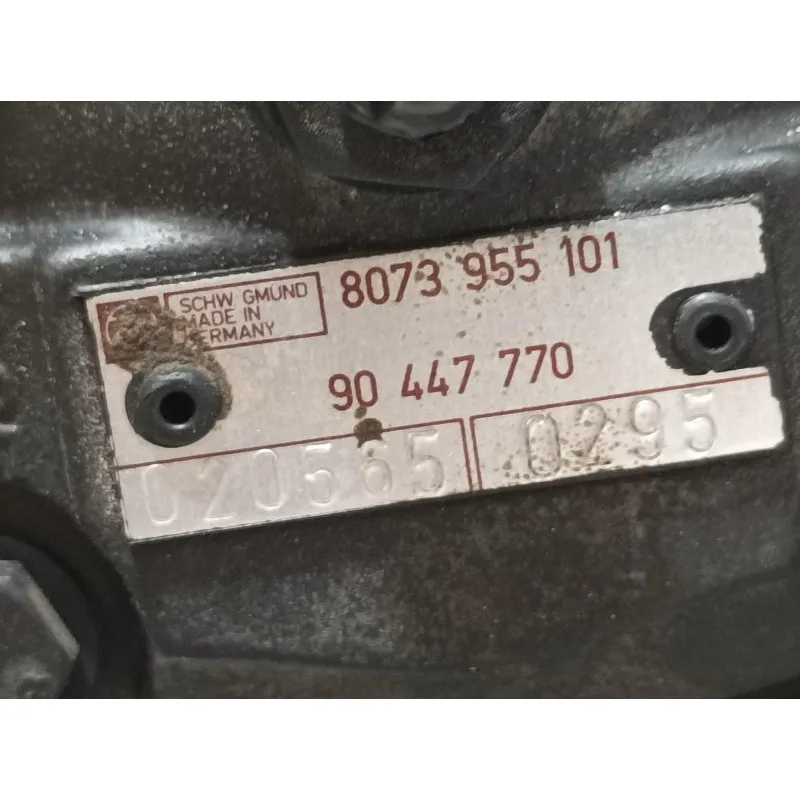 SCHW GMÜND
MADE IN
GERMANY
8073 955 101
90 447 770
020565 0295